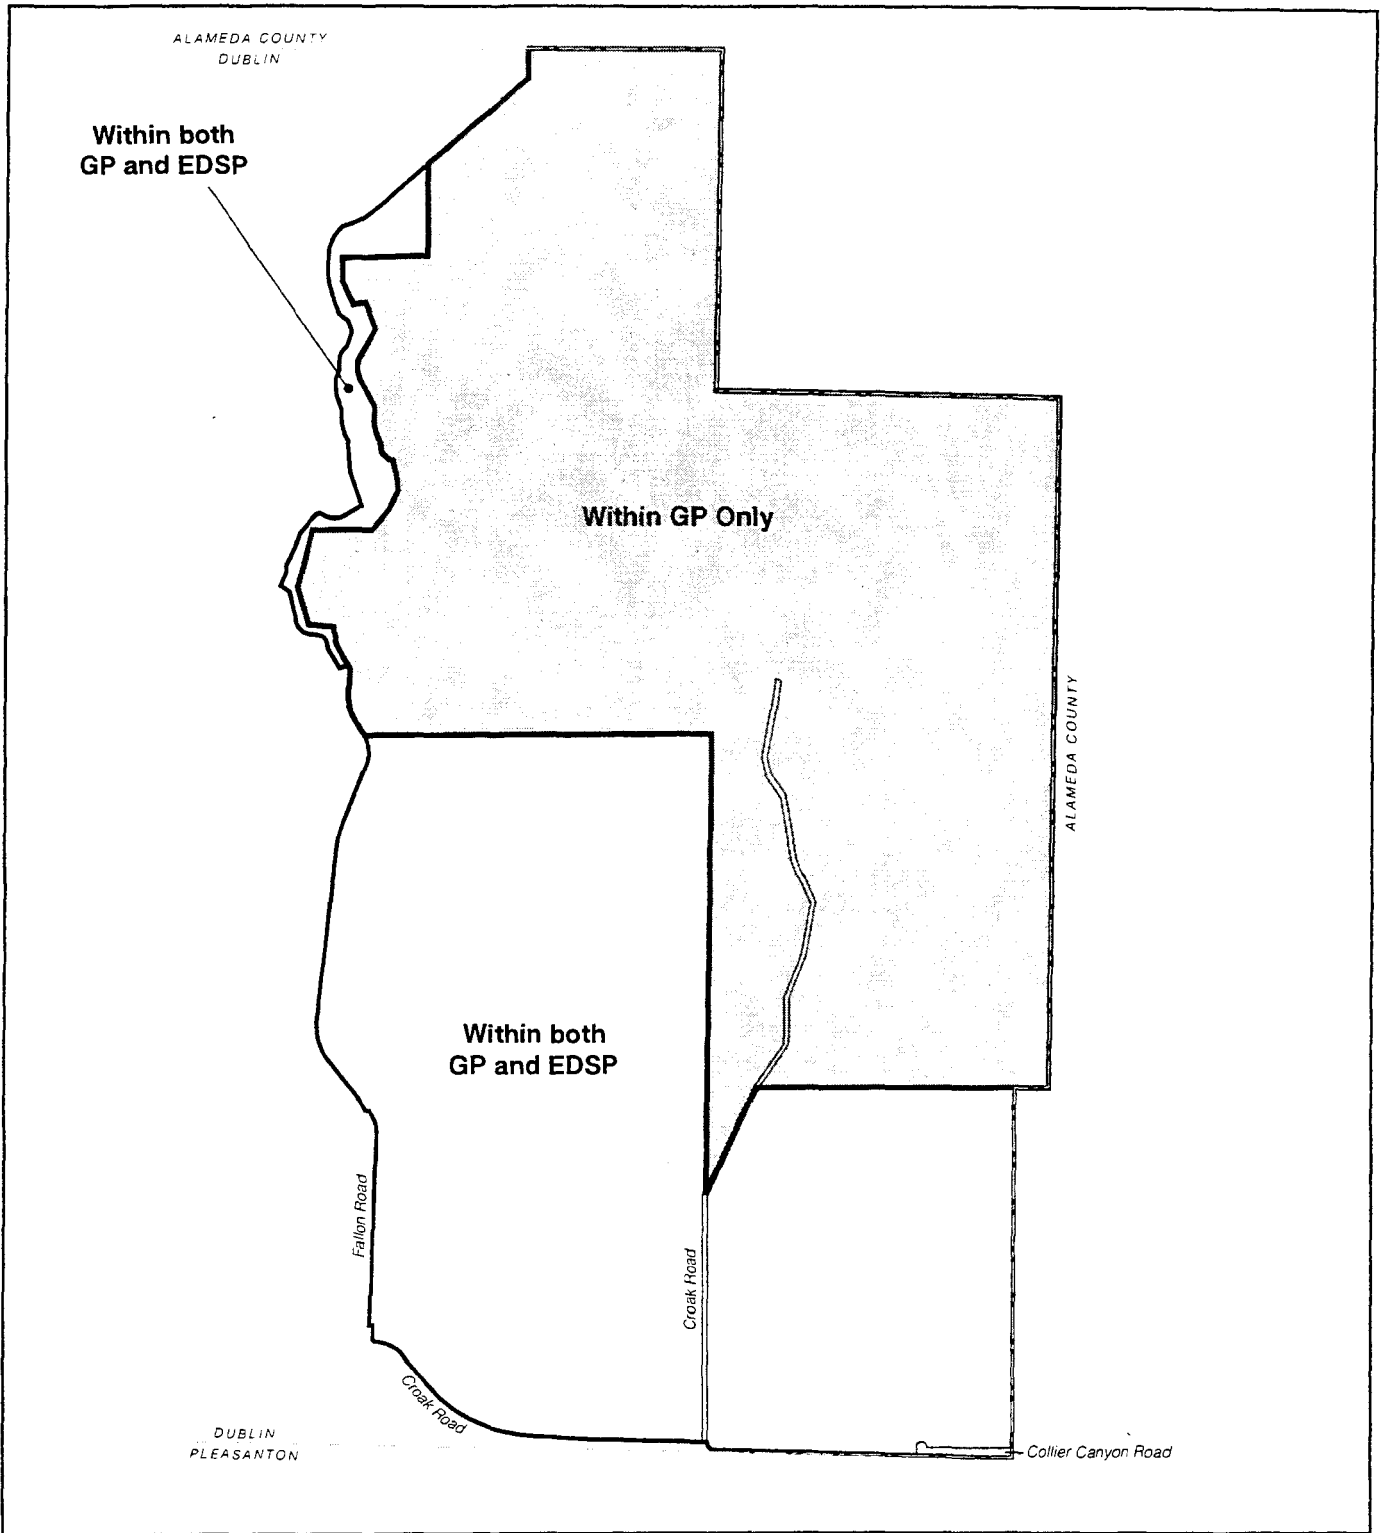 ALAMEDA COUNTY
DUBLIN
Within both
GP and EDSP
Within GP Only
ALAMEDA COUNTY
Within both
GP and EDSP
Fallon Road
Croak Road
Croak Road
DUBLIN
PLEASANTON
Collier Canyon Road